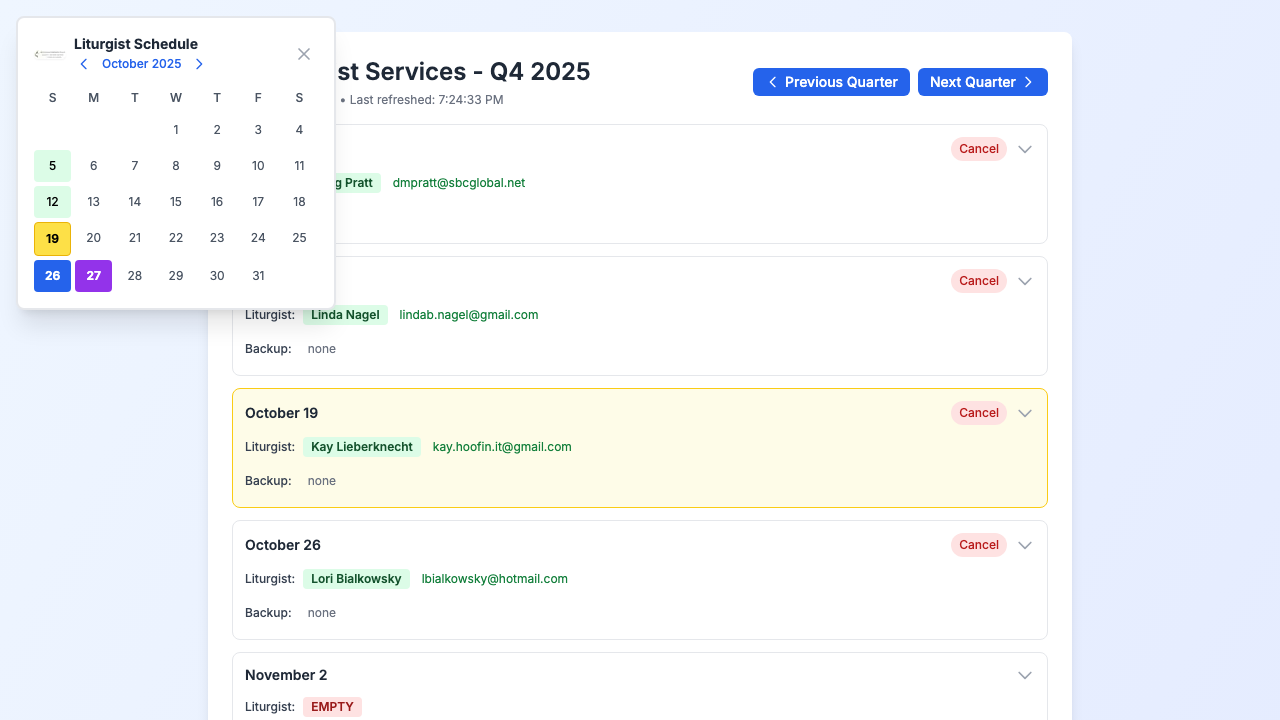 Liturgist Schedule
October 2025
S M T W T F S
1 2 3 4
5 6 7 8 9 10 11
12 13 14 15 16 17 18
19 20 21 22 23 24 25
26 27 28 29 30 31
st Services - Q4 2025
• Last refreshed: 7:24:33 PM
Previous Quarter
Next Quarter
Cancel
g Pratt dmpratt@sbcglobal.net
Cancel
Liturgist: Linda Nagel lindab.nagel@gmail.com
Backup: none
October 19 Cancel
Liturgist: Kay Lieberknecht kay.hoofin.it@gmail.com
Backup: none
October 26 Cancel
Liturgist: Lori Bialkowsky lbialkowsky@hotmail.com
Backup: none
November 2
Liturgist: EMPTY